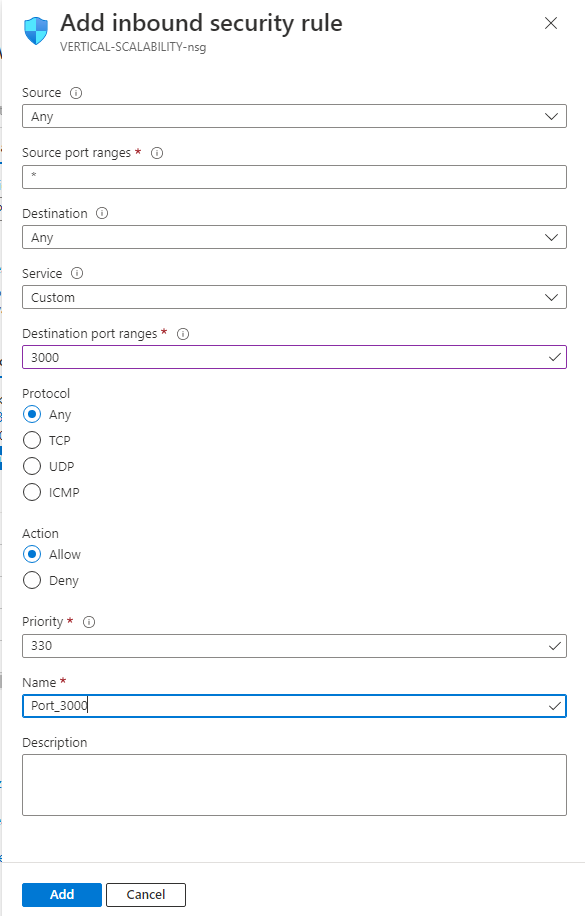 Add inbound security rule
VERTICAL-SCALABILITY-nsg
Source
Any
Source port ranges *
*
Destination
Any
Service
Custom
Destination port ranges *
3000
Protocol
Any
TCP
UDP
ICMP
Action
Allow
Deny
Priority *
330
Name *
Port_3000
Description
Add
Cancel